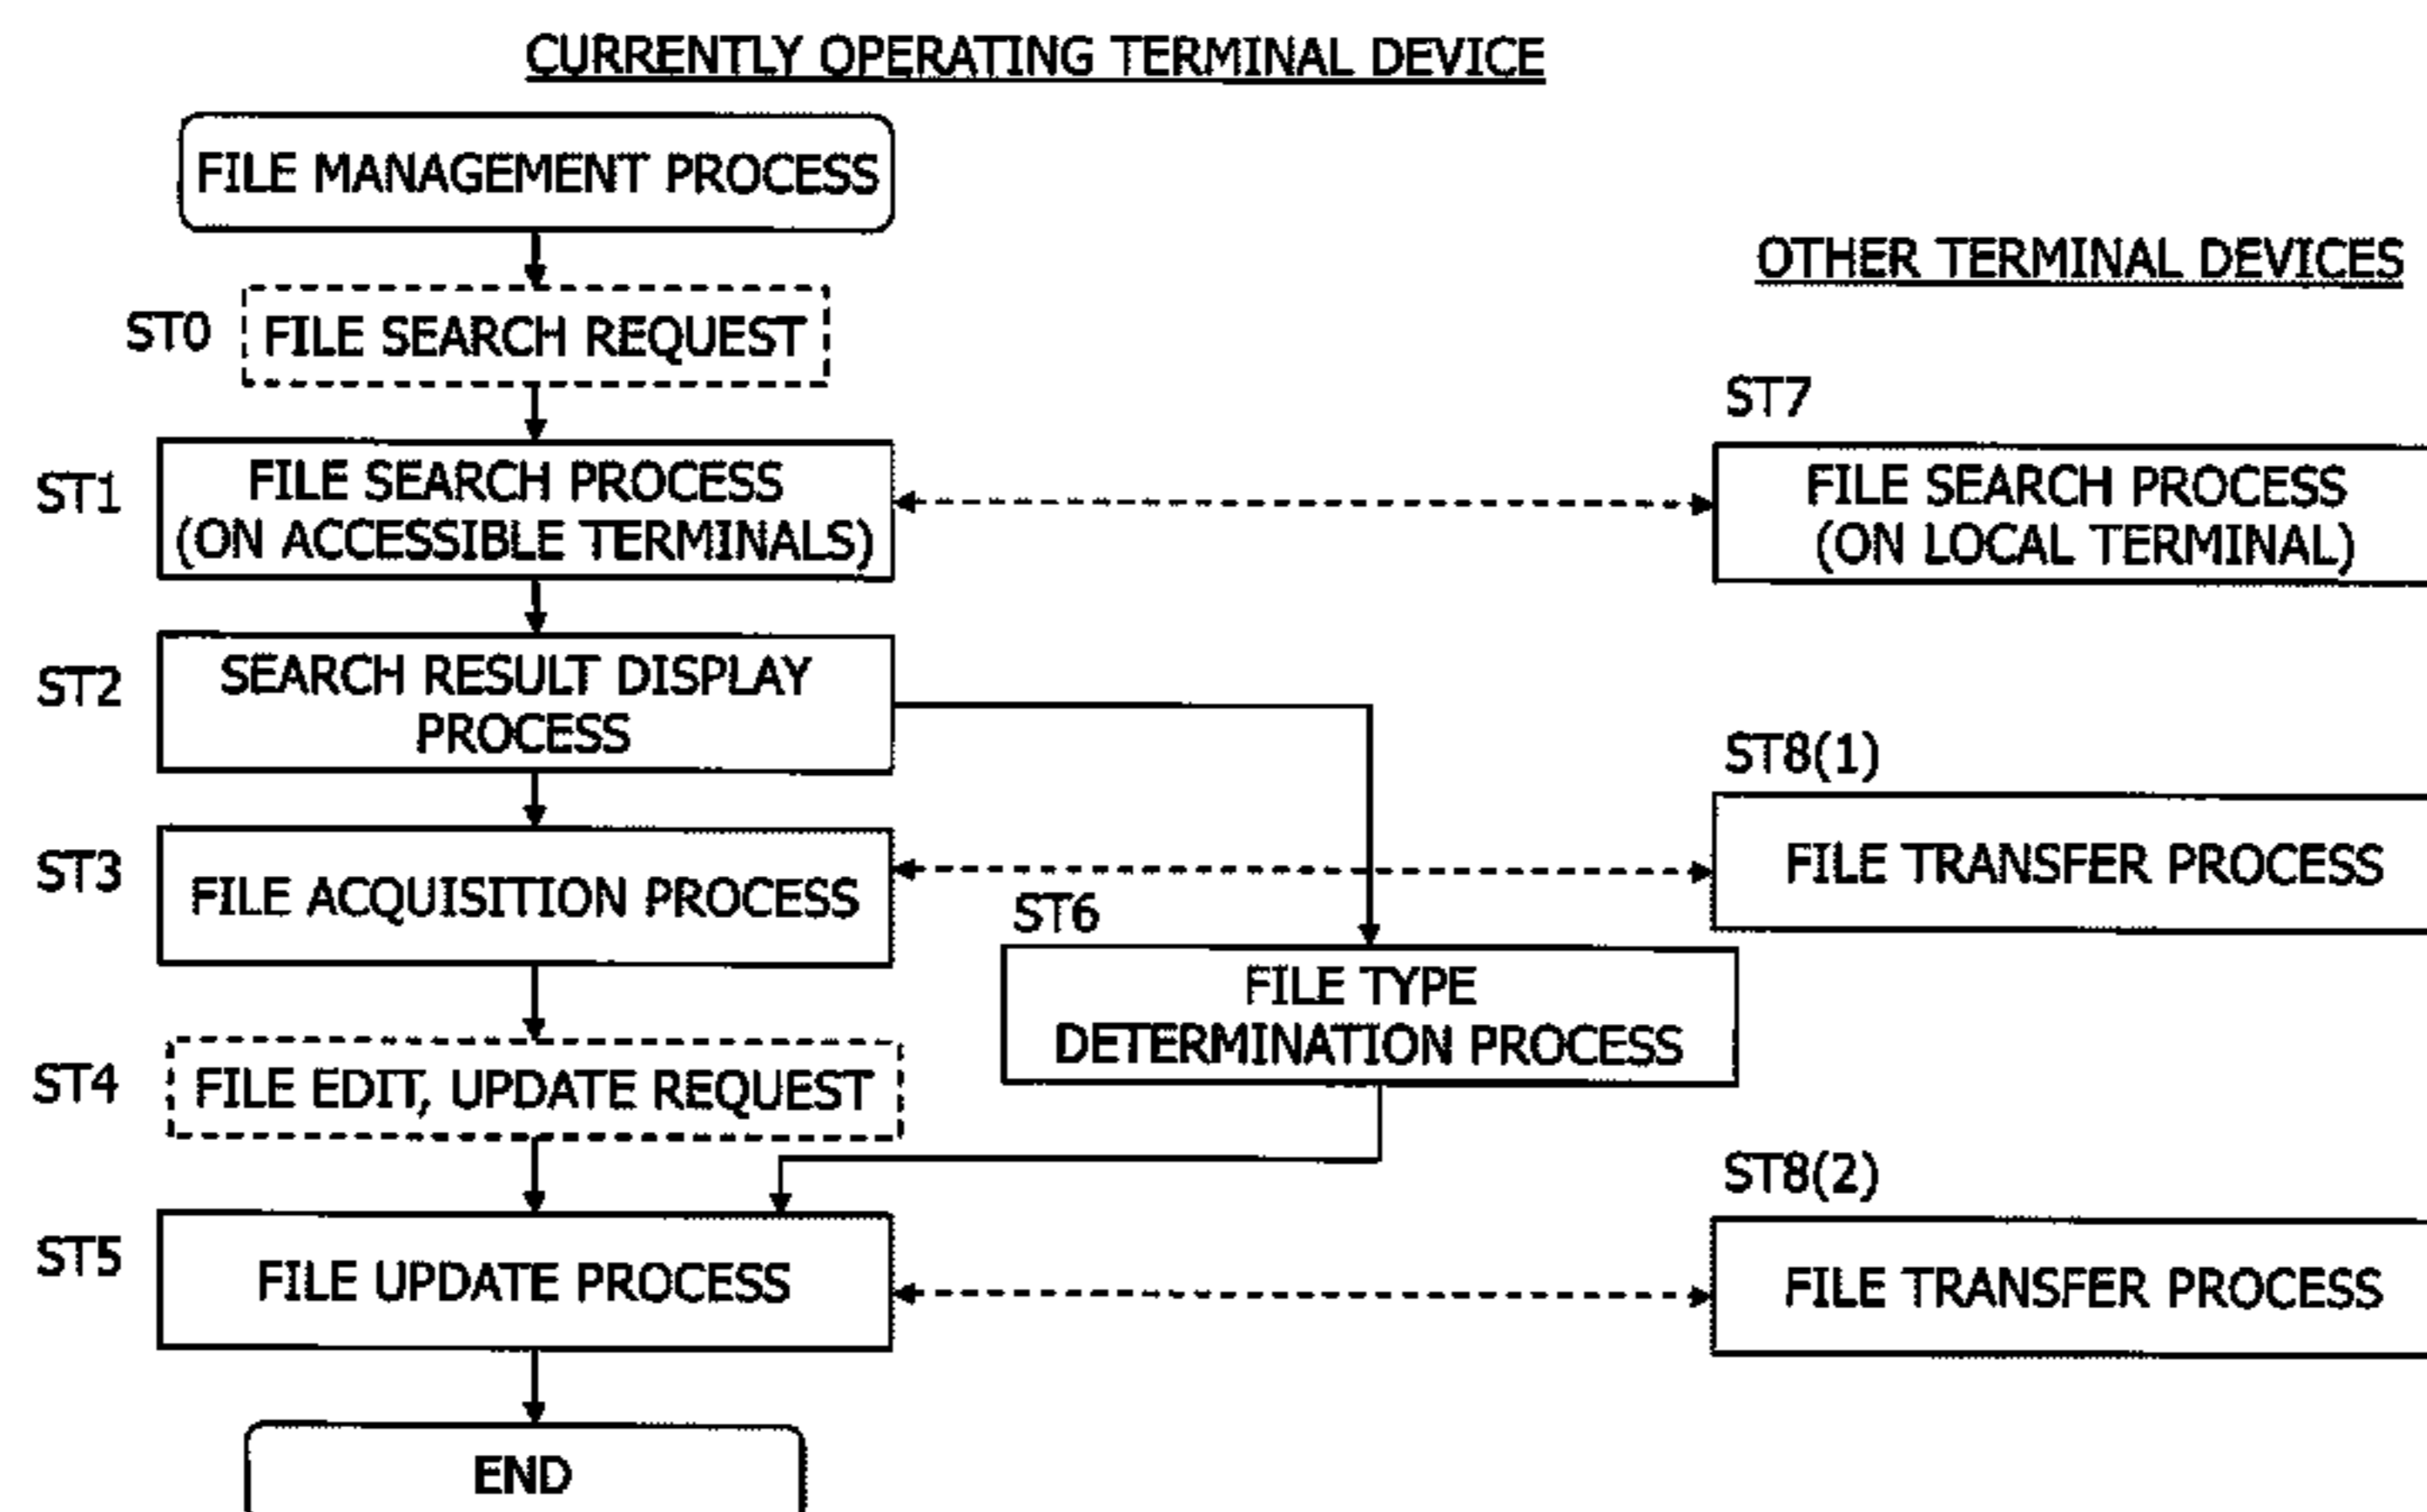 CURRENTLY OPERATING TERMINAL DEVICE
FILE MANAGEMENT PROCESS
OTHER TERMINAL DEVICES
ST0
FILE SEARCH REQUEST
ST7
ST1
FILE SEARCH PROCESS
(ON ACCESSIBLE TERMINALS)
FILE SEARCH PROCESS
(ON LOCAL TERMINAL)
ST2
SEARCH RESULT DISPLAY
PROCESS
ST8(1)
ST3
FILE ACQUISITION PROCESS
FILE TRANSFER PROCESS
ST6
FILE TYPE
DETERMINATION PROCESS
ST4
FILE EDIT, UPDATE REQUEST
ST8(2)
ST5
FILE UPDATE PROCESS
FILE TRANSFER PROCESS
END